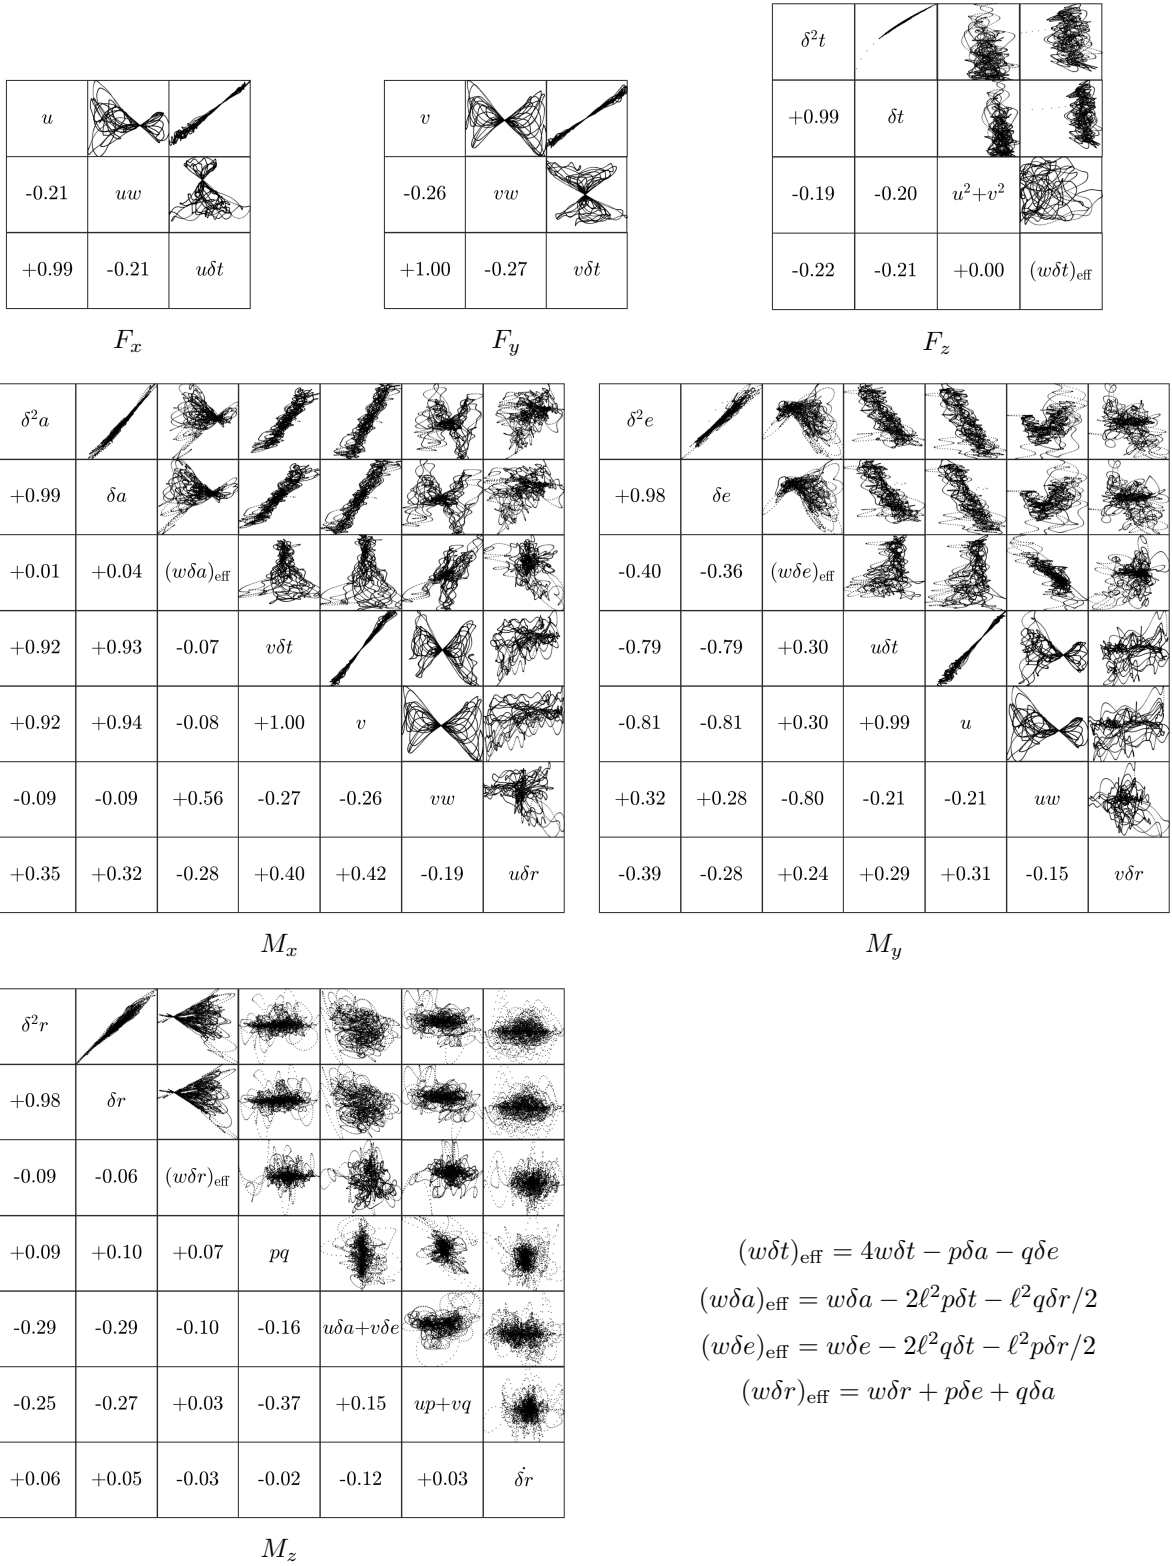 u
-0.21 uw
+0.99 -0.21 uδt
F_x
v
-0.26 vw
+1.00 -0.27 vδt
F_y
δ²t
+0.99 δt
-0.19 -0.20 u²+v²
-0.22 -0.21 +0.00 (wδt)_eff
F_z
δ²a
+0.99 δa
+0.01 +0.04 (wδa)_eff
+0.92 +0.93 -0.07 vδt
+0.92 +0.94 -0.08 +1.00 v
-0.09 -0.09 +0.56 -0.27 -0.26 vw
+0.35 +0.32 -0.28 +0.40 +0.42 -0.19 uδr
M_x
δ²e
+0.98 δe
-0.40 -0.36 (wδe)_eff
-0.79 -0.79 +0.30 uδt
-0.81 -0.81 +0.30 +0.99 u
+0.32 +0.28 -0.80 -0.21 -0.21 uw
-0.39 -0.28 +0.24 +0.29 +0.31 -0.15 vδr
M_y
δ²r
+0.98 δr
-0.09 -0.06 (wδr)_eff
+0.09 +0.10 +0.07 pq
-0.29 -0.29 -0.10 -0.16 uδa+vδe
-0.25 -0.27 +0.03 -0.37 +0.15 up+vq
+0.06 +0.05 -0.03 -0.02 -0.12 +0.03 δ̇r
M_z
(wδt)_eff = 4wδt − pδa − qδe
(wδa)_eff = wδa − 2ℓ²pδt − ℓ²qδr/2
(wδe)_eff = wδe − 2ℓ²qδt − ℓ²pδr/2
(wδr)_eff = wδr + pδe + qδa